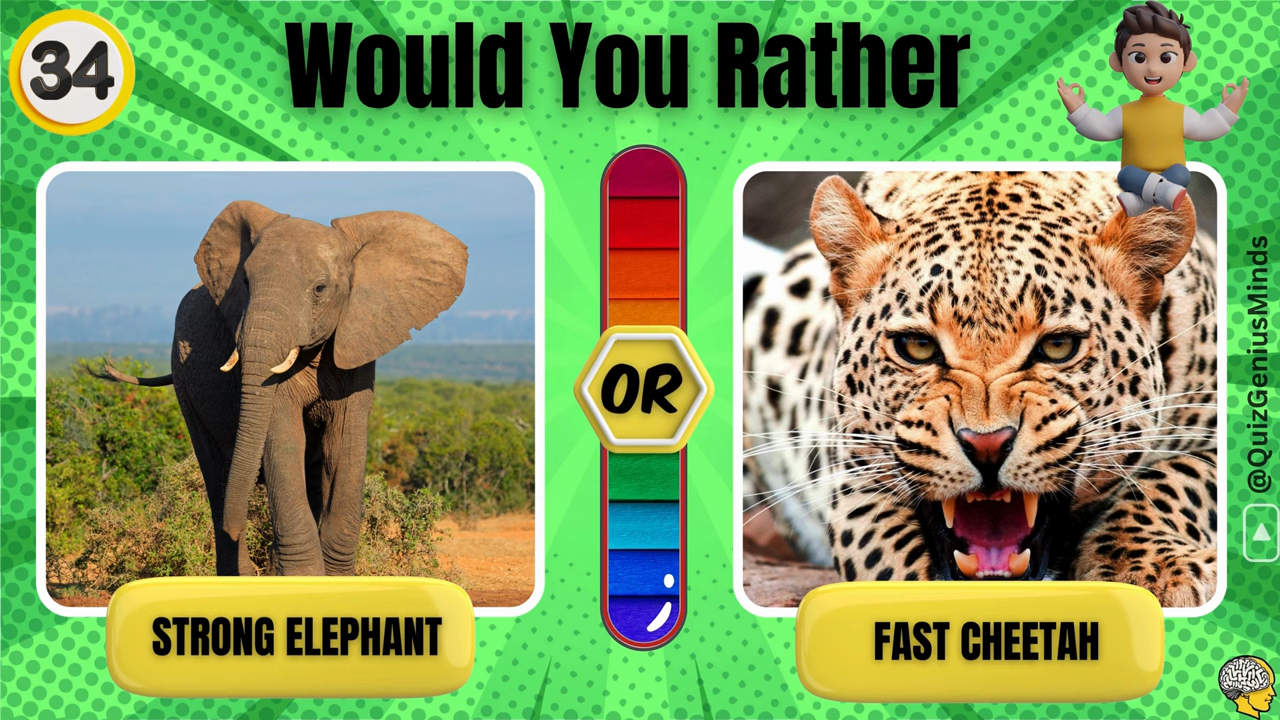 34
Would You Rather
OR
STRONG ELEPHANT
FAST CHEETAH
@QuizGeniusMinds